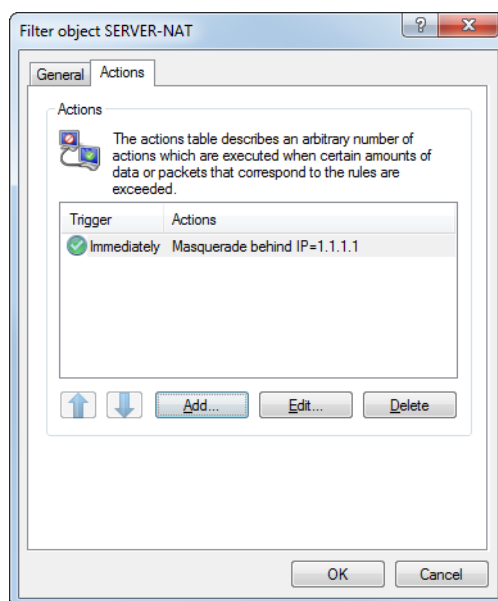 Filter object SERVER-NAT
?
General Actions
Actions
The actions table describes an arbitrary number of
actions which are executed when certain amounts of
data or packets that correspond to the rules are
exceeded.
Trigger Actions
Immediately Masquerade behind IP=1.1.1.1
Add... Edit... Delete
OK Cancel